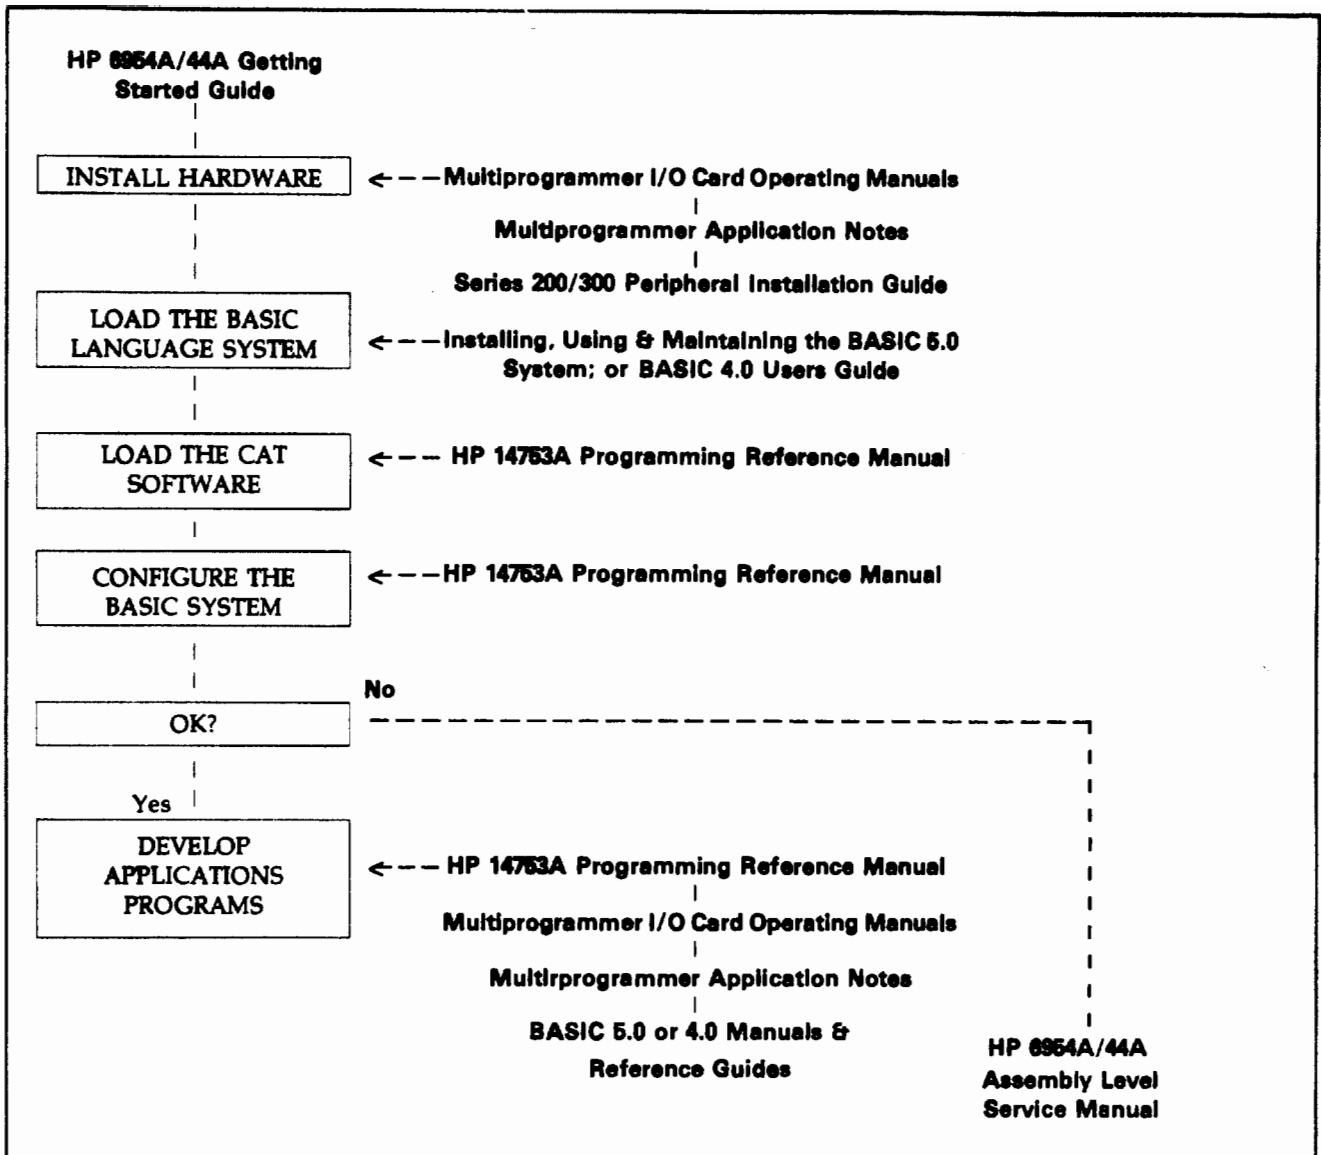 HP 6954A/44A Getting
Started Guide
INSTALL HARDWARE
<---Multiprogrammer I/O Card Operating Manuals
Multiprogrammer Application Notes
Series 200/300 Peripheral Installation Guide
LOAD THE BASIC
LANGUAGE SYSTEM
<---Installing, Using & Maintaining the BASIC 5.0
System; or BASIC 4.0 Users Guide
LOAD THE CAT
SOFTWARE
<--- HP 14753A Programming Reference Manual
CONFIGURE THE
BASIC SYSTEM
<---HP 14753A Programming Reference Manual
No
OK?
Yes
DEVELOP
APPLICATIONS
PROGRAMS
<--- HP 14753A Programming Reference Manual
Multiprogrammer I/O Card Operating Manuals
Multirprogrammer Application Notes
BASIC 5.0 or 4.0 Manuals &
Reference Guides
HP 6954A/44A
Assembly Level
Service Manual